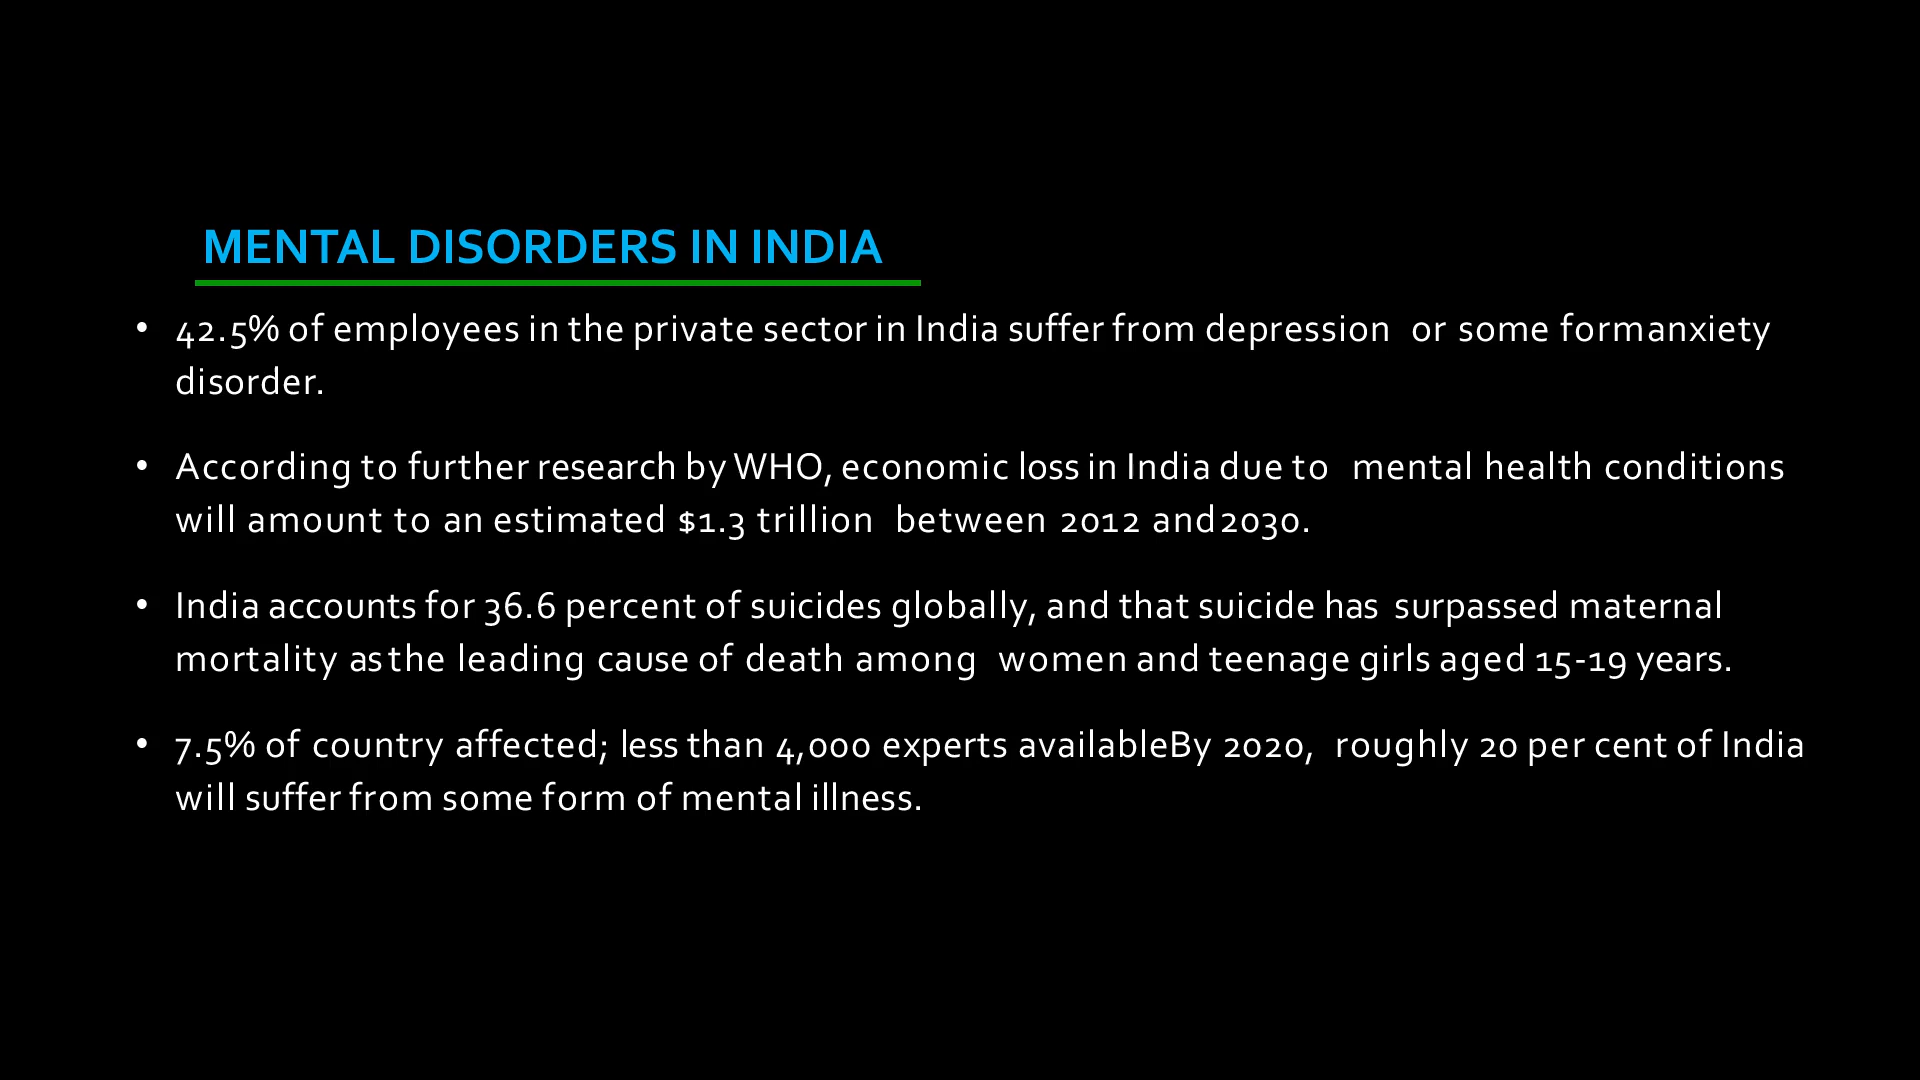 MENTAL DISORDERS IN INDIA
• 42.5% of employees in the private sector in India suffer from depression or some formanxiety
disorder.
• According to further research by WHO, economic loss in India due to mental health conditions
will amount to an estimated $1.3 trillion between 2012 and2030.
• India accounts for 36.6 percent of suicides globally, and that suicide has surpassed maternal
mortality asthe leading cause of death among women and teenage girls aged 15-19 years.
• 7.5% of country affected; less than 4,000 experts availableBy 2020, roughly 20 per cent of India
will suffer from some form of mental illness.